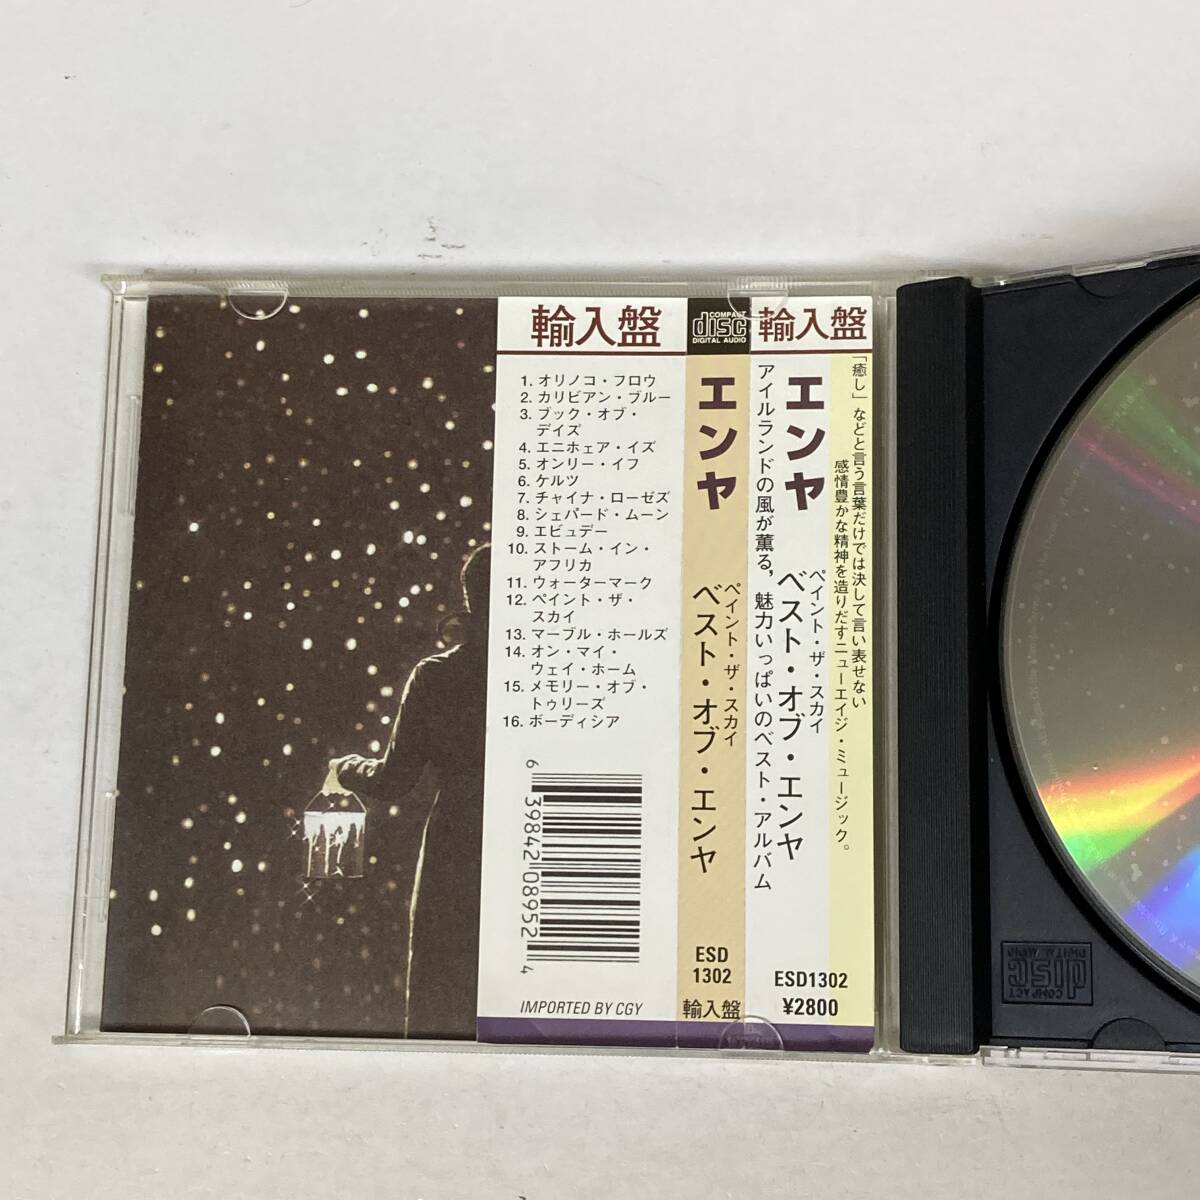 輸入盤
1. オリノコ・フロウ
2. カリビアン・ブルー
3. ブック・オブ・
デイズ
4. エニホェア・イズ
5. オンリー・イフ
6. ケルツ
7. チャイナ・ローゼズ
8. シェパード・ムーン
9. エビュデー
10. ストーム・イン・
アフリカ
11. ウォーターマーク
12. ペイント・ザ・
スカイ
13. マーブル・ホールズ
14. オン・マイ・
ウェイ・ホーム
15. メモリー・オブ・
トゥリーズ
16. ボーディシア
6 39842 08952 4
IMPORTED BY CGY
COMPACT
disc
DIGITAL AUDIO
エンヤ
ペイント・ザ・スカイ
ベスト・オブ・エンヤ
ESD
1302
輸入盤
輸入盤
「癒し」などと言う言葉だけでは決して言い表せない
感情豊かな精神を造りだすニューエイジ・ミュージック。
エンヤ
ペイント・ザ・スカイ
ベスト・オブ・エンヤ
アイルランドの風が薫る，魅力いっぱいのベスト・アルバム
ESD1302
¥2800
COMPACT
disc
DIGITAL AUDIO